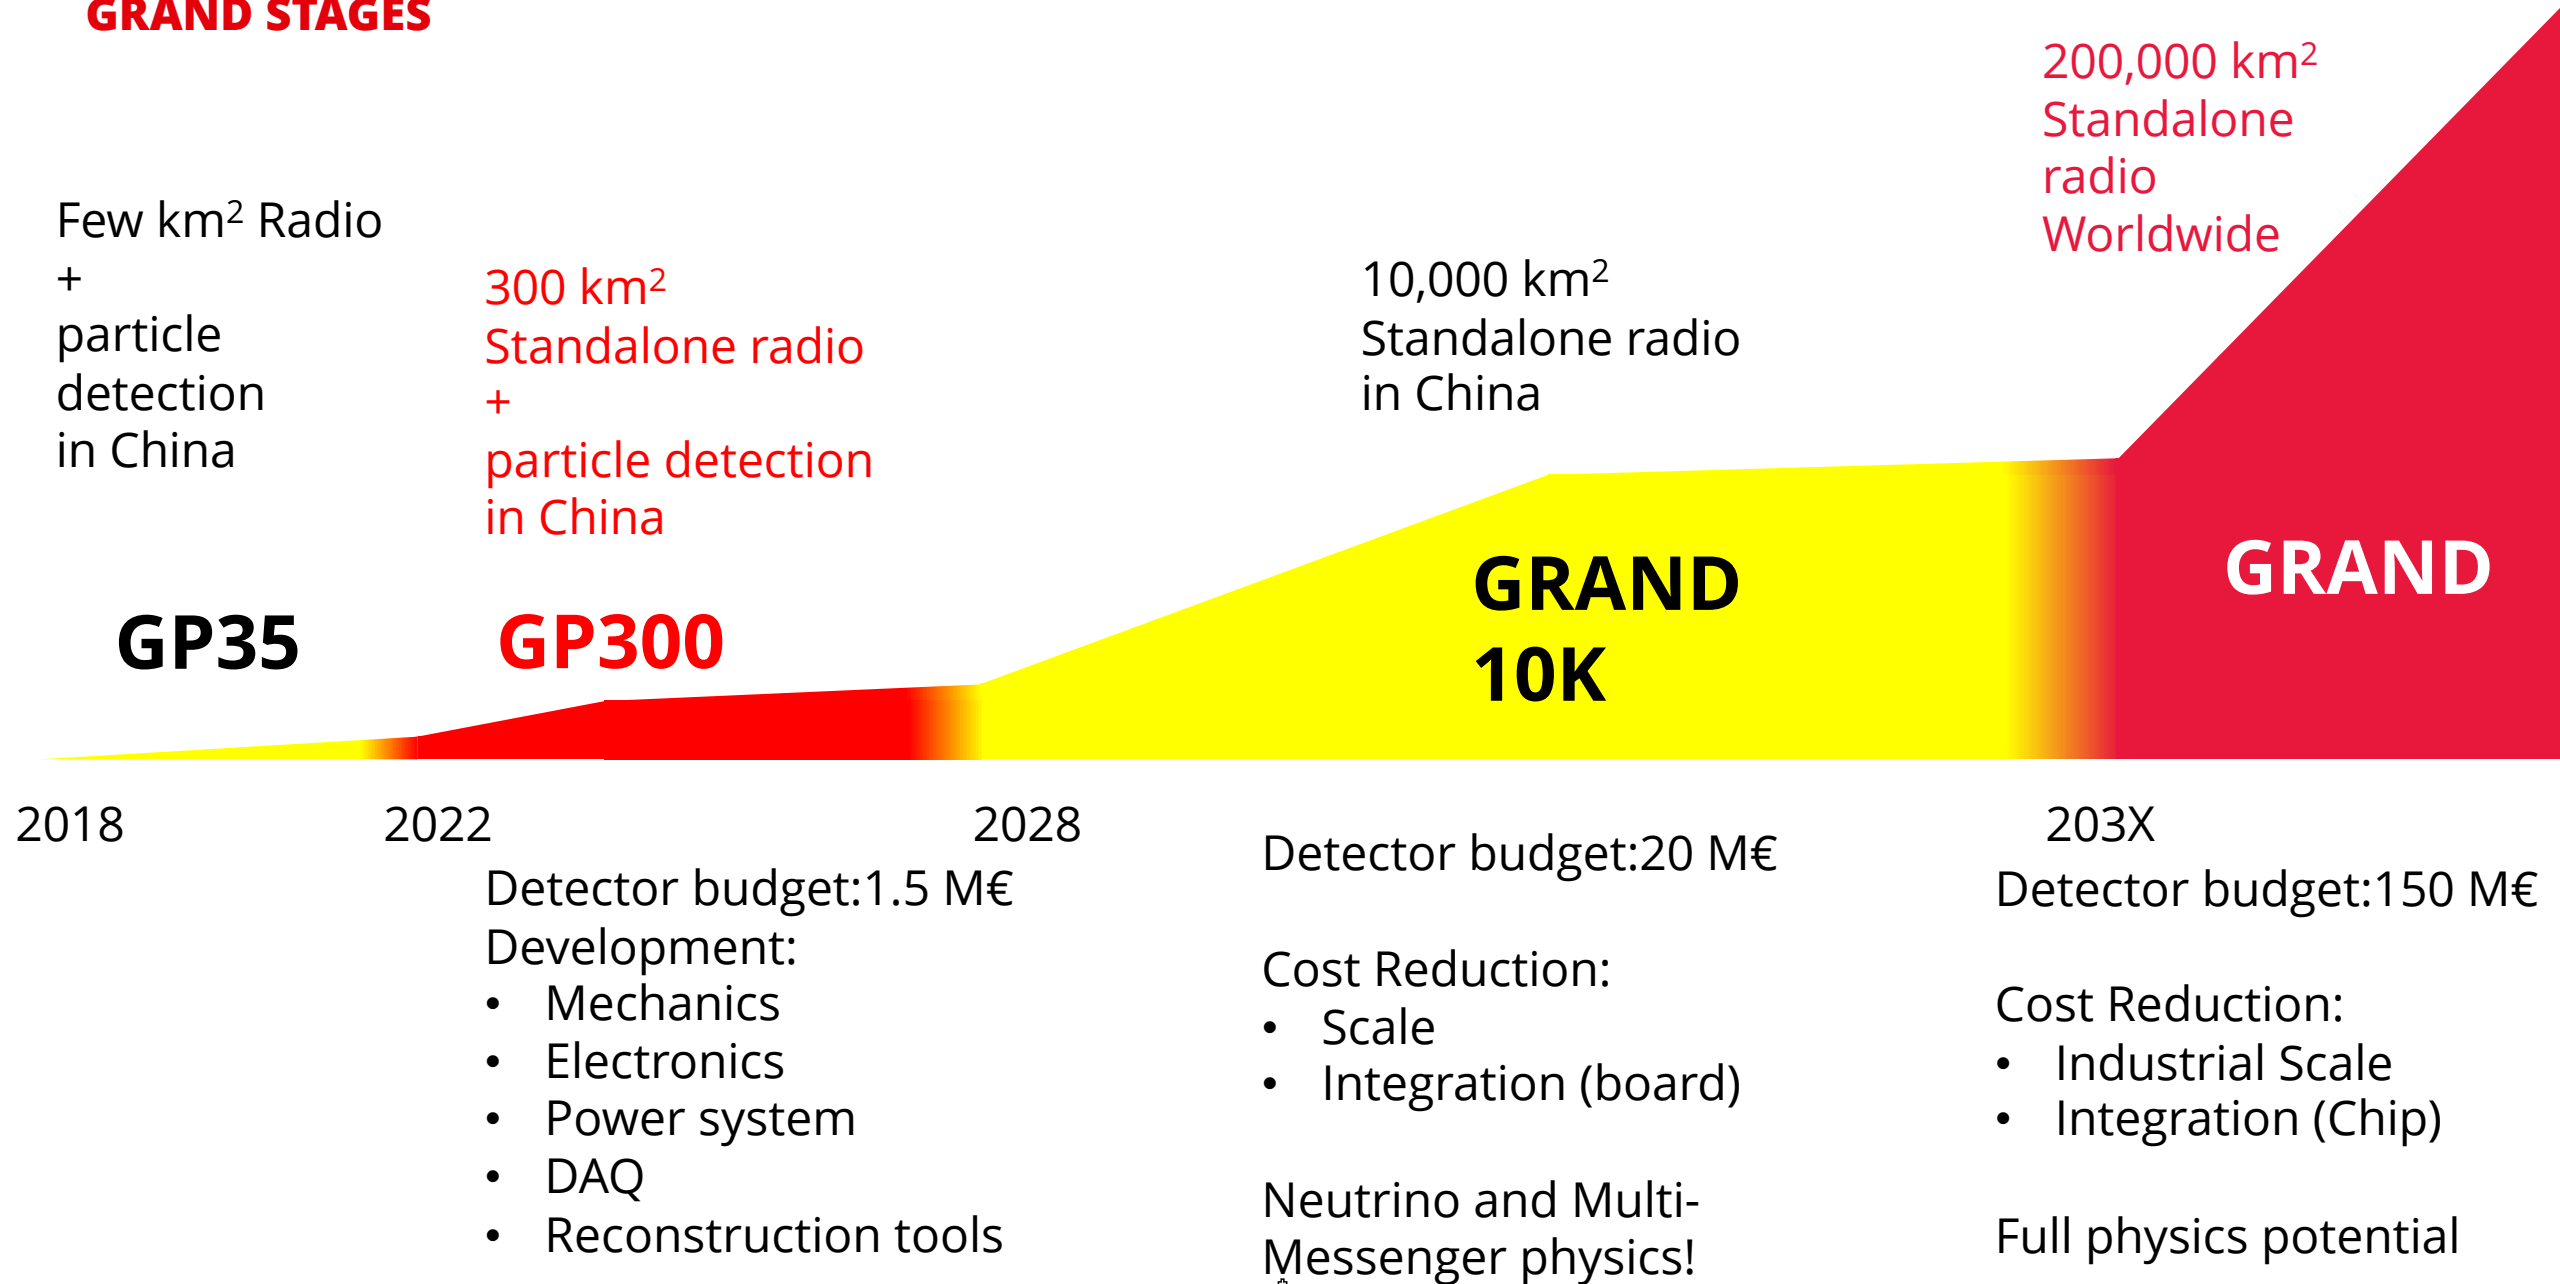 GRAND STAGES
Few km² Radio
+
particle
detection
in China
GP35
300 km²
Standalone radio
+
particle detection
in China
GP300
10,000 km²
Standalone radio
in China
GRAND
10K
200,000 km²
Standalone
radio
Worldwide
GRAND
2018
2022
2028
203X
Detector budget:1.5 M€
Development:
• Mechanics
• Electronics
• Power system
• DAQ
• Reconstruction tools
Detector budget:20 M€
Cost Reduction:
• Scale
• Integration (board)
Neutrino and Multi-
Messenger physics!
Detector budget:150 M€
Cost Reduction:
• Industrial Scale
• Integration (Chip)
Full physics potential